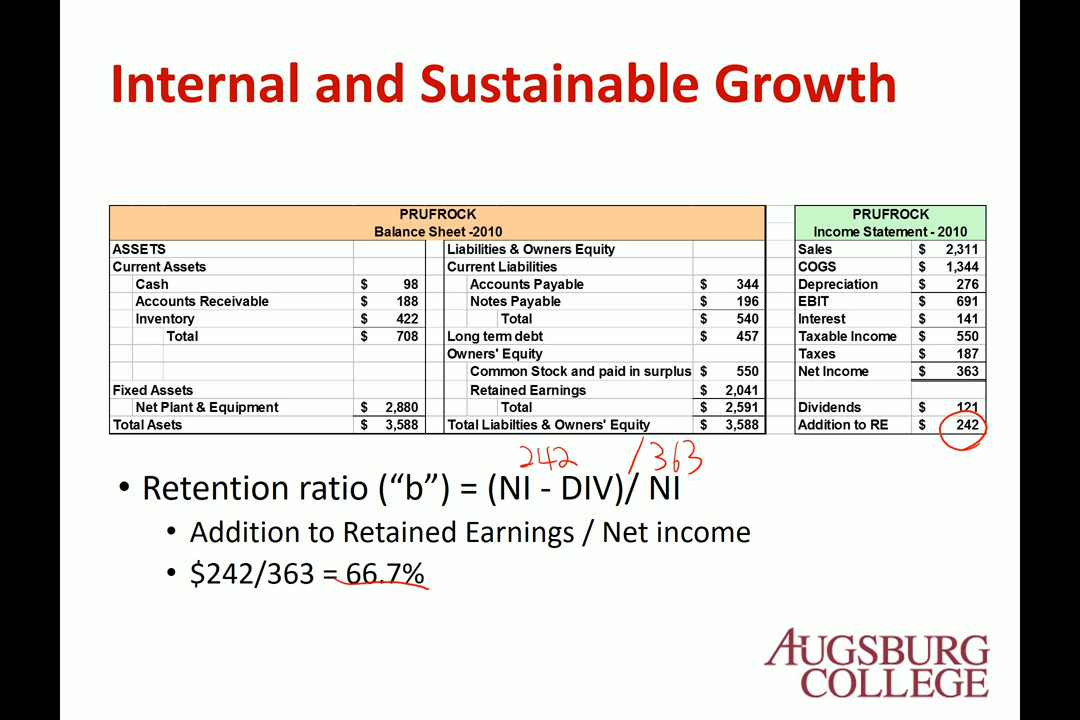 Internal and Sustainable Growth
PRUFROCK
Balance Sheet -2010
ASSETS Liabilities & Owners Equity
Current Assets Current Liabilities
Cash $ 98 Accounts Payable $ 344
Accounts Receivable $ 188 Notes Payable $ 196
Inventory $ 422 Total $ 540
Total $ 708 Long term debt $ 457
Owners' Equity
Common Stock and paid in surplus $ 550
Fixed Assets Retained Earnings $ 2,041
Net Plant & Equipment $ 2,880 Total $ 2,591
Total Asets $ 3,588 Total Liabilties & Owners' Equity $ 3,588
PRUFROCK
Income Statement - 2010
Sales $ 2,311
COGS $ 1,344
Depreciation $ 276
EBIT $ 691
Interest $ 141
Taxable Income $ 550
Taxes $ 187
Net Income $ 363
Dividends $ 121
Addition to RE $ 242
242 / 363
• Retention ratio (“b”) = (NI - DIV)/ NI
• Addition to Retained Earnings / Net income
• $242/363 = 66.7%
AUGSBURG
COLLEGE